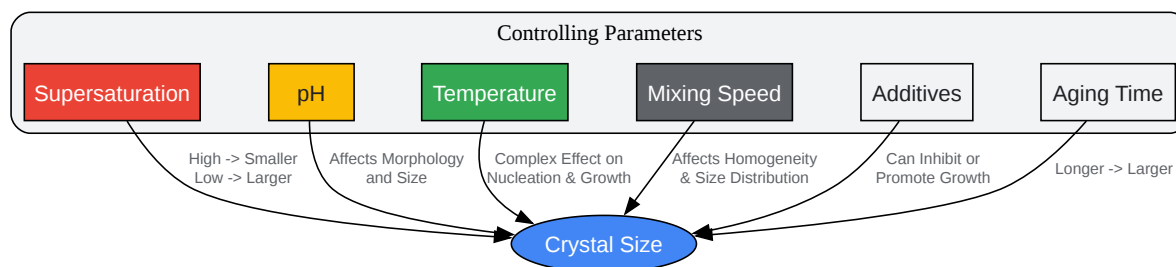 Controlling Parameters
Supersaturation
pH
Temperature
Mixing Speed
Additives
Aging Time
High -> Smaller
Low -> Larger
Affects Morphology
and Size
Complex Effect on
Nucleation & Growth
Affects Homogeneity
& Size Distribution
Can Inhibit or
Promote Growth
Longer -> Larger
Crystal Size